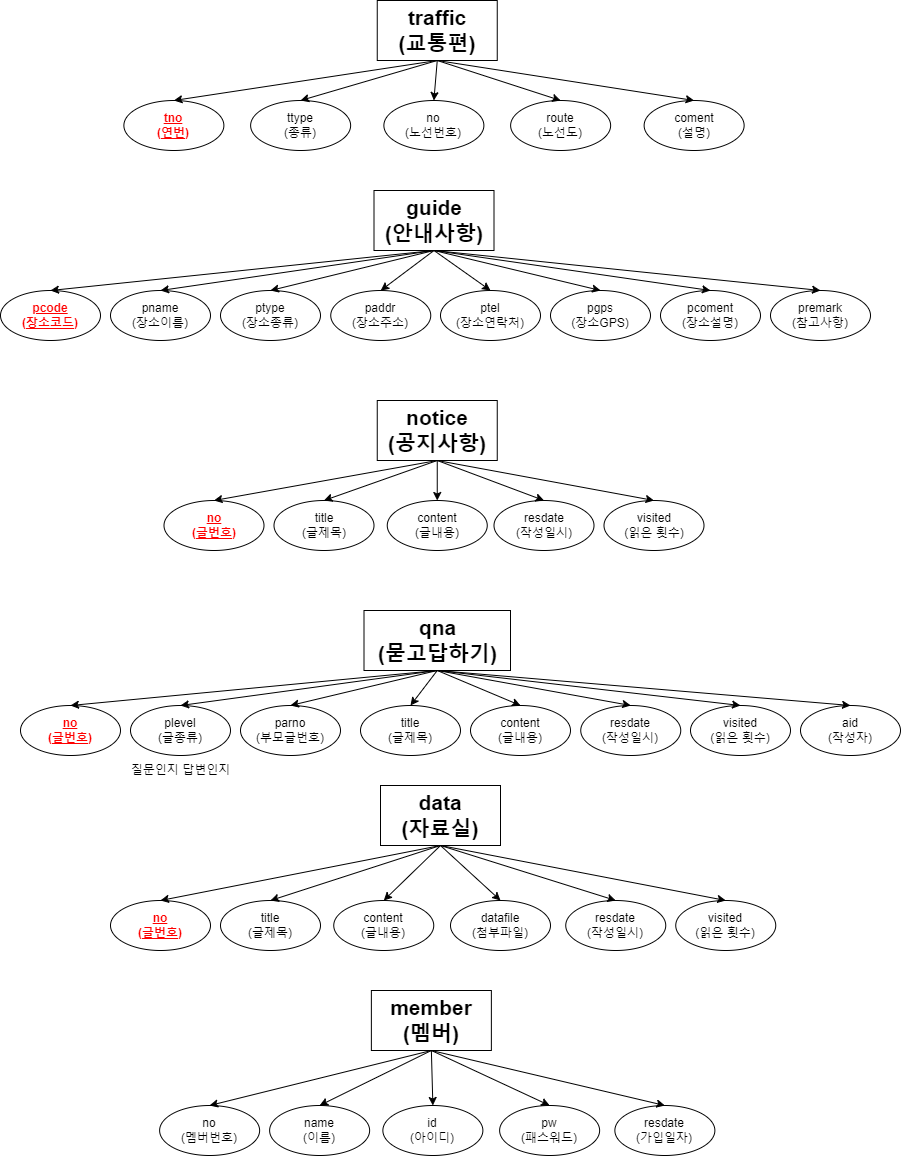 traffic
(교통편)
tno
(연번)
ttype
(종류)
no
(노선번호)
route
(노선도)
coment
(설명)
guide
(안내사항)
pcode
(장소코드)
pname
(장소이름)
ptype
(장소종류)
paddr
(장소주소)
ptel
(장소연락처)
pgps
(장소GPS)
pcoment
(장소설명)
premark
(참고사항)
notice
(공지사항)
no
(글번호)
title
(글제목)
content
(글내용)
resdate
(작성일시)
visited
(읽은 횟수)
qna
(묻고답하기)
no
(글번호)
plevel
(글종류)
parno
(부모글번호)
title
(글제목)
content
(글내용)
resdate
(작성일시)
visited
(읽은 횟수)
aid
(작성자)
질문인지 답변인지
data
(자료실)
no
(글번호)
title
(글제목)
content
(글내용)
datafile
(첨부파일)
resdate
(작성일시)
visited
(읽은 횟수)
member
(멤버)
no
(멤버번호)
name
(이름)
id
(아이디)
pw
(패스워드)
resdate
(가입일자)